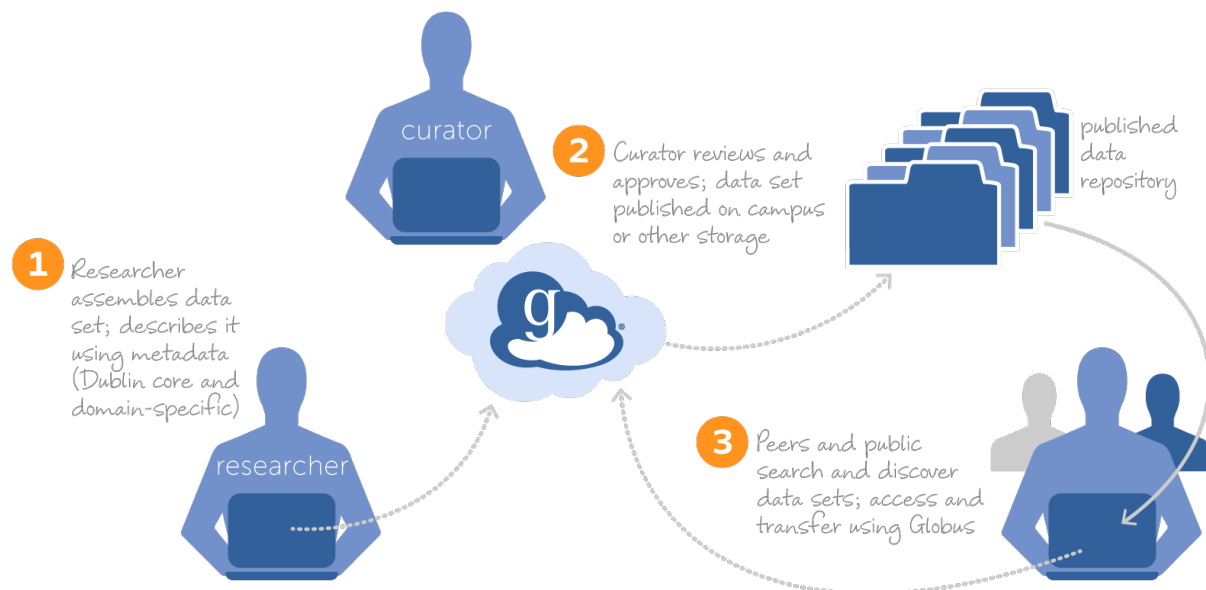 curator
2
Curator reviews and
approves; data set
published on campus
or other storage
published
data
repository
1
Researcher
assembles data
set; describes it
using metadata
(Dublin core and
domain-specific)
researcher
g
®
3
Peers and public
search and discover
data sets; access and
transfer using Globus